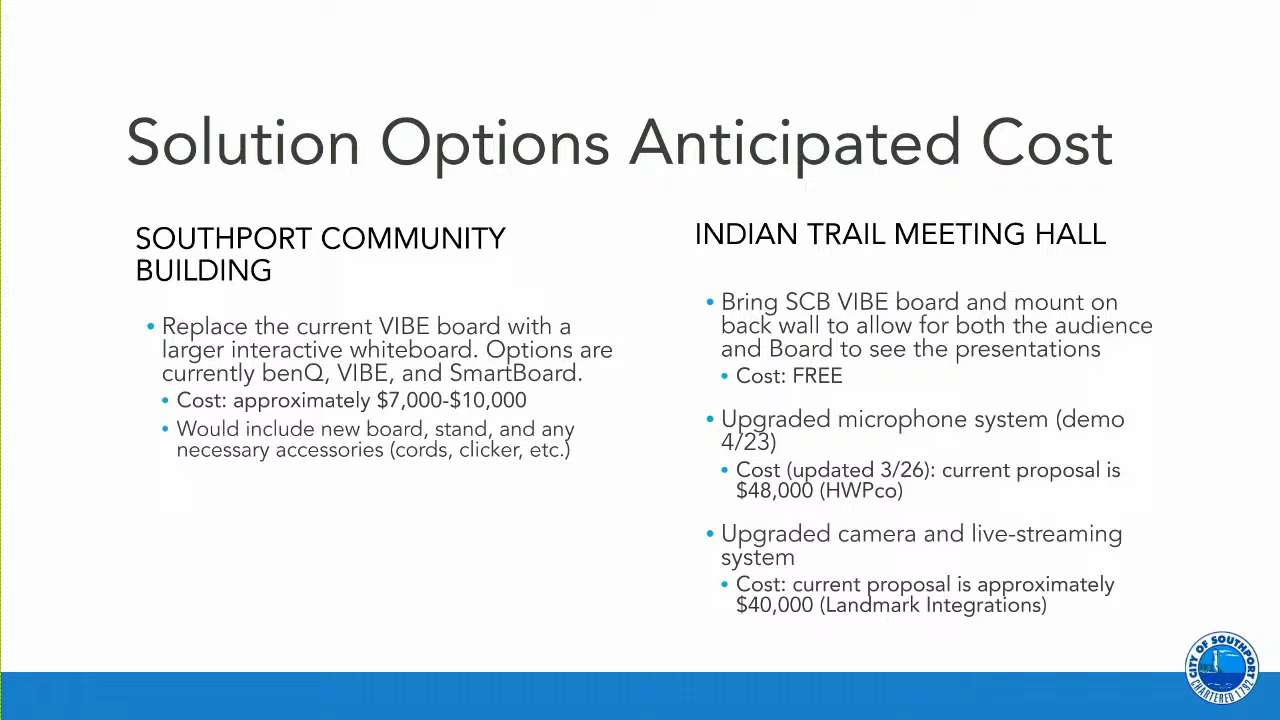 Solution Options Anticipated Cost
SOUTHPORT COMMUNITY
BUILDING
• Replace the current VIBE board with a
larger interactive whiteboard. Options are
currently benQ, VIBE, and SmartBoard.
• Cost: approximately $7,000-$10,000
• Would include new board, stand, and any
necessary accessories (cords, clicker, etc.)
INDIAN TRAIL MEETING HALL
• Bring SCB VIBE board and mount on
back wall to allow for both the audience
and Board to see the presentations
• Cost: FREE
• Upgraded microphone system (demo
4/23)
• Cost (updated 3/26): current proposal is
$48,000 (HWPco)
• Upgraded camera and live-streaming
system
• Cost: current proposal is approximately
$40,000 (Landmark Integrations)
CITY OF SOUTHPORT
CHARTERED 1792